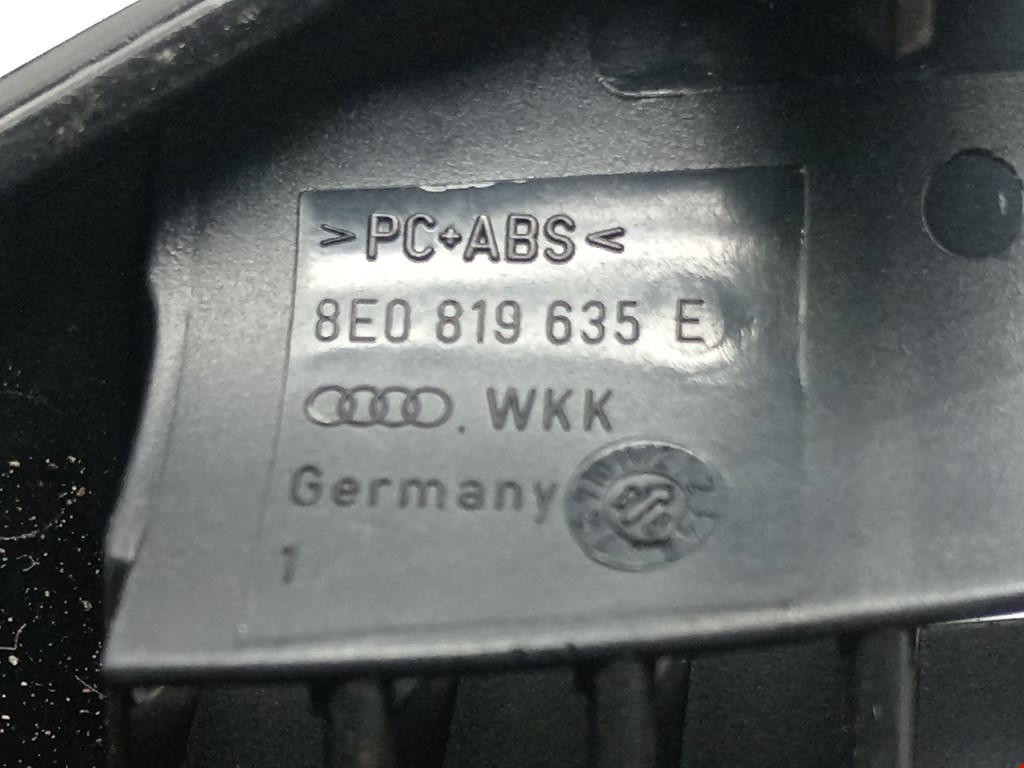 >PC+ABS<
8E0 819 635 E
. WKK
Germany
1